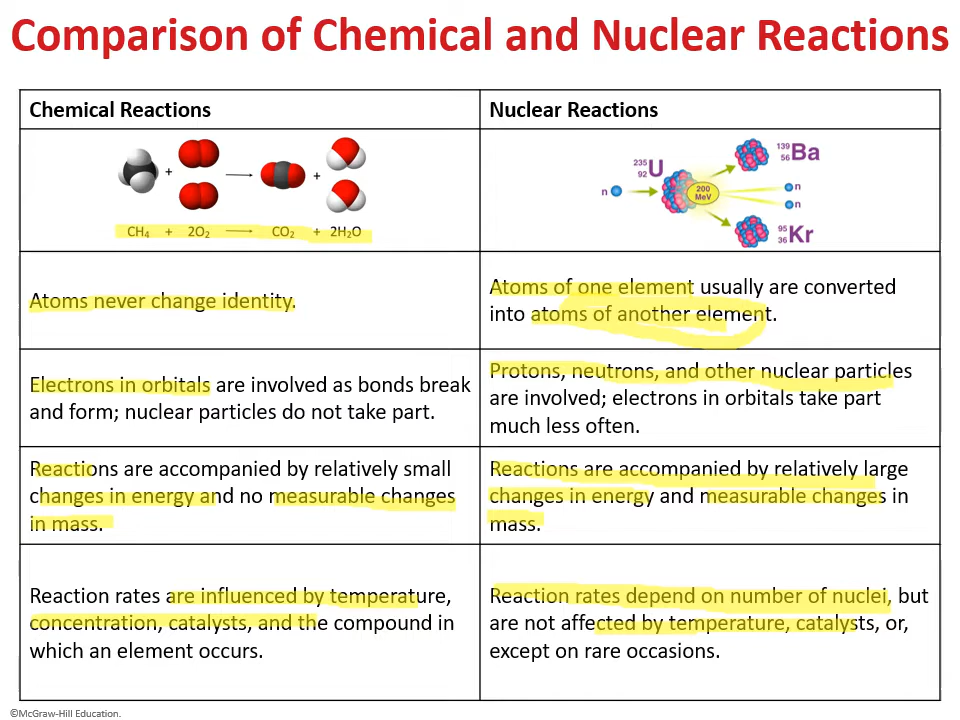 Comparison of Chemical and Nuclear Reactions
Chemical Reactions
Nuclear Reactions
+
+
CH₄ + 2O₂ ⟶ CO₂ + 2H₂O
n
²³⁵₉₂U
200
MeV
¹³⁹₅₆Ba
n
n
⁹⁵₃₆Kr
Atoms never change identity.
Atoms of one element usually are converted
into atoms of another element.
Electrons in orbitals are involved as bonds break
and form; nuclear particles do not take part.
Protons, neutrons, and other nuclear particles
are involved; electrons in orbitals take part
much less often.
Reactions are accompanied by relatively small
changes in energy and no measurable changes
in mass.
Reactions are accompanied by relatively large
changes in energy and measurable changes in
mass.
Reaction rates are influenced by temperature,
concentration, catalysts, and the compound in
which an element occurs.
Reaction rates depend on number of nuclei, but
are not affected by temperature, catalysts, or,
except on rare occasions.
©McGraw-Hill Education.